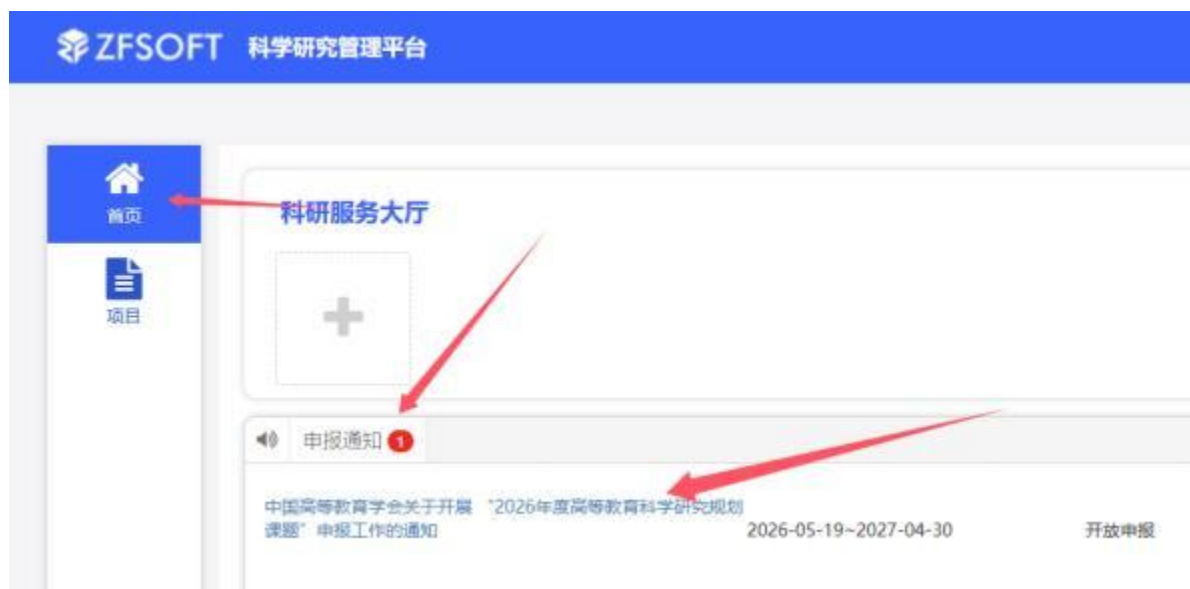 ZFSOFT 科学研究管理平台
首页
科研服务大厅
项目
申报通知 1
中国高等教育学会关于开展 “2026年度高等教育科学研究规划
课题”申报工作的通知
2026-05-19~2027-04-30
开放申报